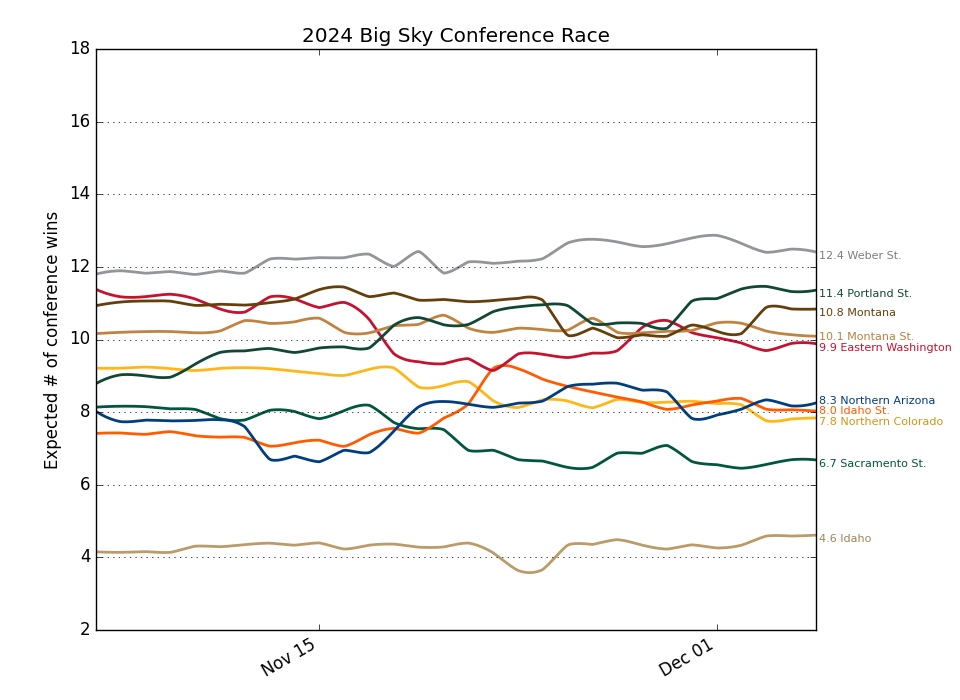 2024 Big Sky Conference Race
Expected # of conference wins
18
16
14
12
10
8
6
4
2
Nov 15
Dec 01
12.4 Weber St.
11.4 Portland St.
10.8 Montana
10.1 Montana St.
9.9 Eastern Washington
8.3 Northern Arizona
8.0 Idaho St.
7.8 Northern Colorado
6.7 Sacramento St.
4.6 Idaho